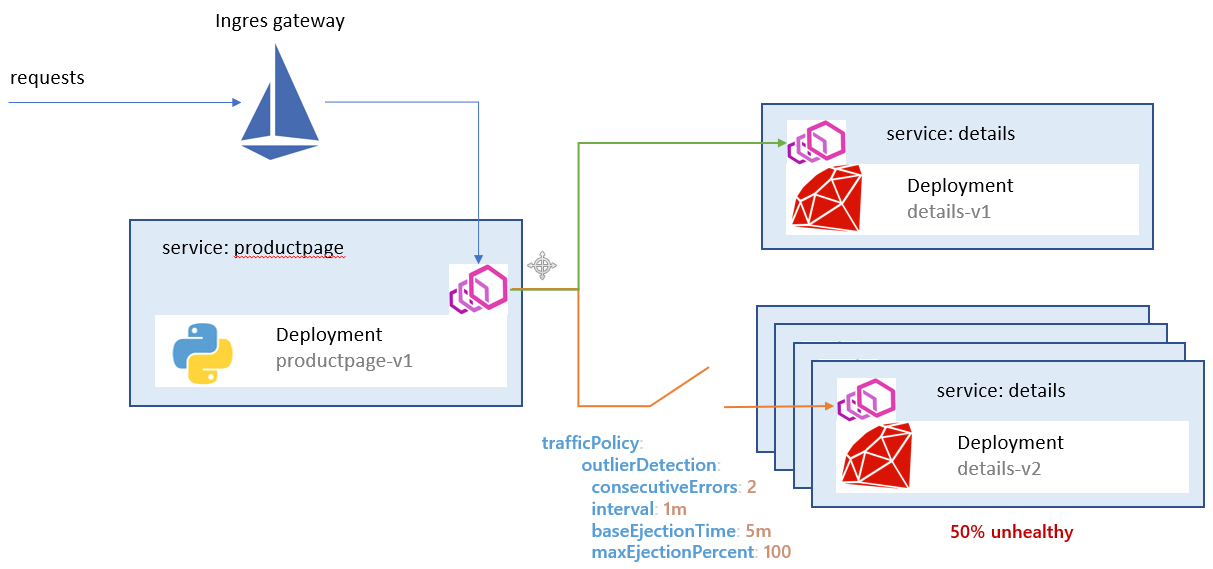 Ingres gateway
requests
service: details
Deployment
details-v1
service: productpage
Deployment
productpage-v1
service: details
Deployment
details-v2
50% unhealthy
trafficPolicy:
outlierDetection:
consecutiveErrors: 2
interval: 1m
baseEjectionTime: 5m
maxEjectionPercent: 100